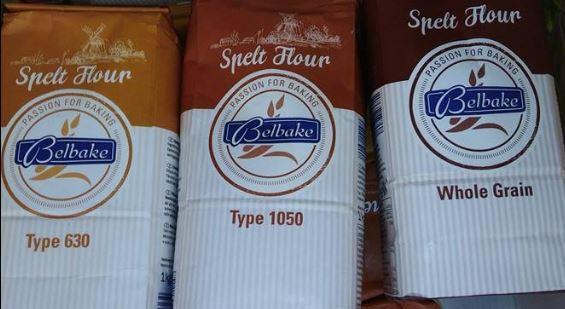 Spelt Flour
PASSION FOR BAKING
Belbake
Type 630
Spelt Flour
PASSION FOR BAKING
Belbake
Type 1050
Spelt Flour
PASSION FOR BAKING
Belbake
Whole Grain